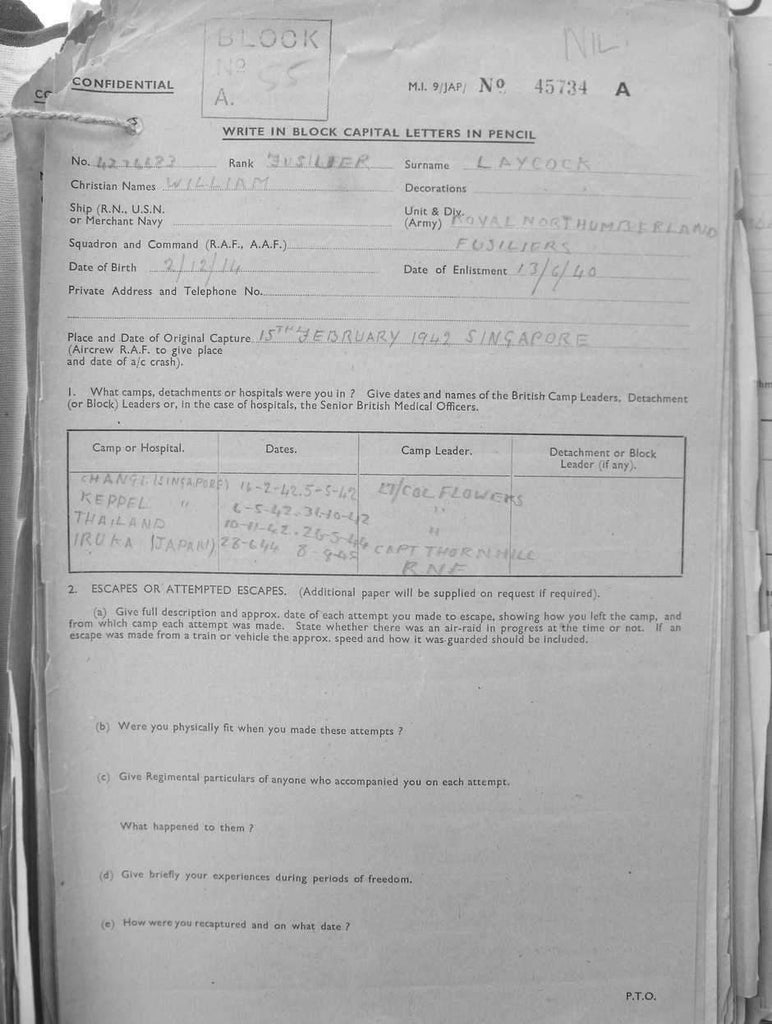 BLOCK
Nº 55
A.
NIL.
CONFIDENTIAL
M.I. 9/JAP/ Nº 45734 A
WRITE IN BLOCK CAPITAL LETTERS IN PENCIL
No. Rank FUSILIER Surname LAYCOCK
Christian Names WILLIAM Decorations
Ship (R.N., U.S.N. or Merchant Navy Unit & Div. (Army) ROYAL NORTHUMBERLAND
Squadron and Command (R.A.F., A.A.F.) FUSILIERS
Date of Birth 2/12/14 Date of Enlistment 13/6/40
Private Address and Telephone No.
Place and Date of Original Capture 15TH FEBRUARY 1942 SINGAPORE
(Aircrew R.A.F. to give place
and date of a/c crash).
1. What camps, detachments or hospitals were you in ? Give dates and names of the British Camp Leaders, Detachment
(or Block) Leaders or, in the case of hospitals, the Senior British Medical Officers.
Camp or Hospital. Dates. Camp Leader. Detachment or Block
Leader (if any).
CHANGI (SINGAPORE) 16-2-42. 5-5-42 LT/COL FLOWERS
KEPPEL " 6-5-42. 31-10-42 "
THAILAND 10-11-42. 26-5-44 "
IRUKA (JAPAN) 28-6-44 8-9-45 CAPT THORNHILL
RNF
2. ESCAPES OR ATTEMPTED ESCAPES. (Additional paper will be supplied on request if required).
(a) Give full description and approx. date of each attempt you made to escape, showing how you left the camp, and
from which camp each attempt was made. State whether there was an air-raid in progress at the time or not. If an
escape was made from a train or vehicle the approx. speed and how it was guarded should be included.
(b) Were you physically fit when you made these attempts ?
(c) Give Regimental particulars of anyone who accompanied you on each attempt.
What happened to them ?
(d) Give briefly your experiences during periods of freedom.
(e) How were you recaptured and on what date ?
P.T.O.